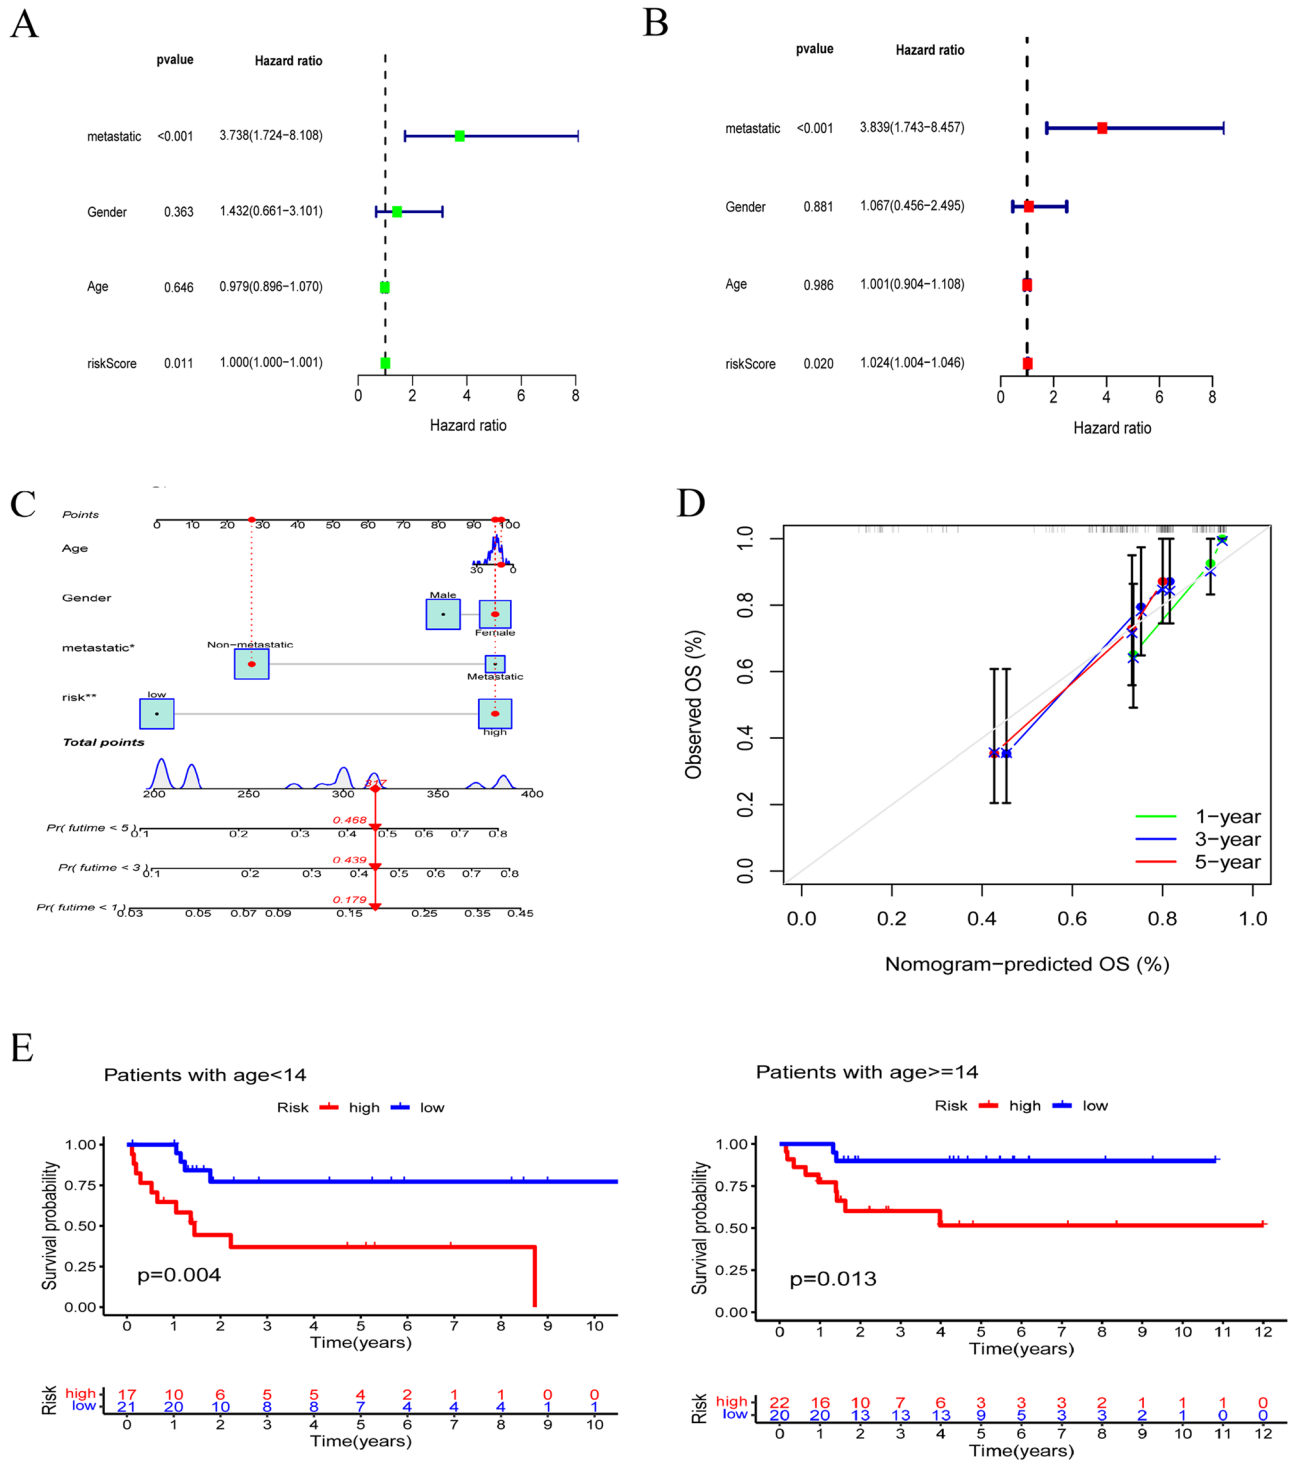 A
pvalue Hazard ratio
metastatic <0.001 3.738(1.724−8.108)
Gender 0.363 1.432(0.661−3.101)
Age 0.646 0.979(0.896−1.070)
riskScore 0.011 1.000(1.000−1.001)
0 2 4 6 8
Hazard ratio
B
pvalue Hazard ratio
metastatic <0.001 3.839(1.743−8.457)
Gender 0.881 1.067(0.456−2.495)
Age 0.986 1.001(0.904−1.108)
riskScore 0.020 1.024(1.004−1.046)
0 2 4 6 8
Hazard ratio
C
Points
0 10 20 30 40 50 60 70 80 90 100
Age
30 0
Gender
Male
Female
metastatic*
Non-metastatic
Metastatic
risk**
low
high
Total points
317
200 250 300 350 400
0.468
Pr( futime < 5)
0.1 0.2 0.3 0.4 0.5 0.6 0.7 0.8
0.439
Pr( futime < 3)
0.1 0.2 0.3 0.4 0.5 0.6 0.7 0.8
0.179
Pr( futime < 1)
0.03 0.05 0.07 0.09 0.15 0.25 0.35 0.45
D
Observed OS (%)
1.0
0.8
0.6
0.4
0.2
0.0
1−year
3−year
5−year
0.0 0.2 0.4 0.6 0.8 1.0
Nomogram−predicted OS (%)
E
Patients with age<14
Risk high low
Survival probability
1.00
0.75
0.50
0.25
0.00
p=0.004
0 1 2 3 4 5 6 7 8 9 10
Time(years)
Risk
high 17 10 6 5 5 4 2 1 1 0 0
low 21 20 10 8 8 7 4 4 4 1 1
0 1 2 3 4 5 6 7 8 9 10
Time(years)
Patients with age>=14
Risk high low
Survival probability
1.00
0.75
0.50
0.25
0.00
p=0.013
0 1 2 3 4 5 6 7 8 9 10 11 12
Time(years)
Risk
high 22 16 10 7 6 3 3 3 2 1 1 1 0
low 20 20 13 13 13 9 5 3 3 2 1 0 0
0 1 2 3 4 5 6 7 8 9 10 11 12
Time(years)